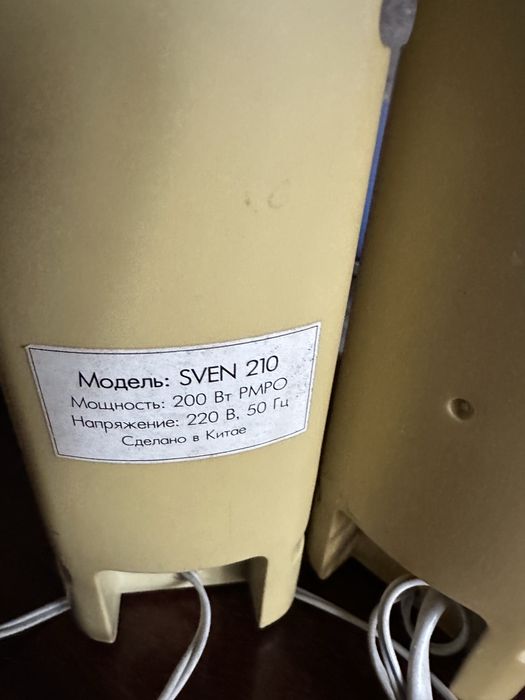 Модель: SVEN 210
Мощность: 200 Вт PMPO
Напряжение: 220 В, 50 Гц
Сделано в Китае